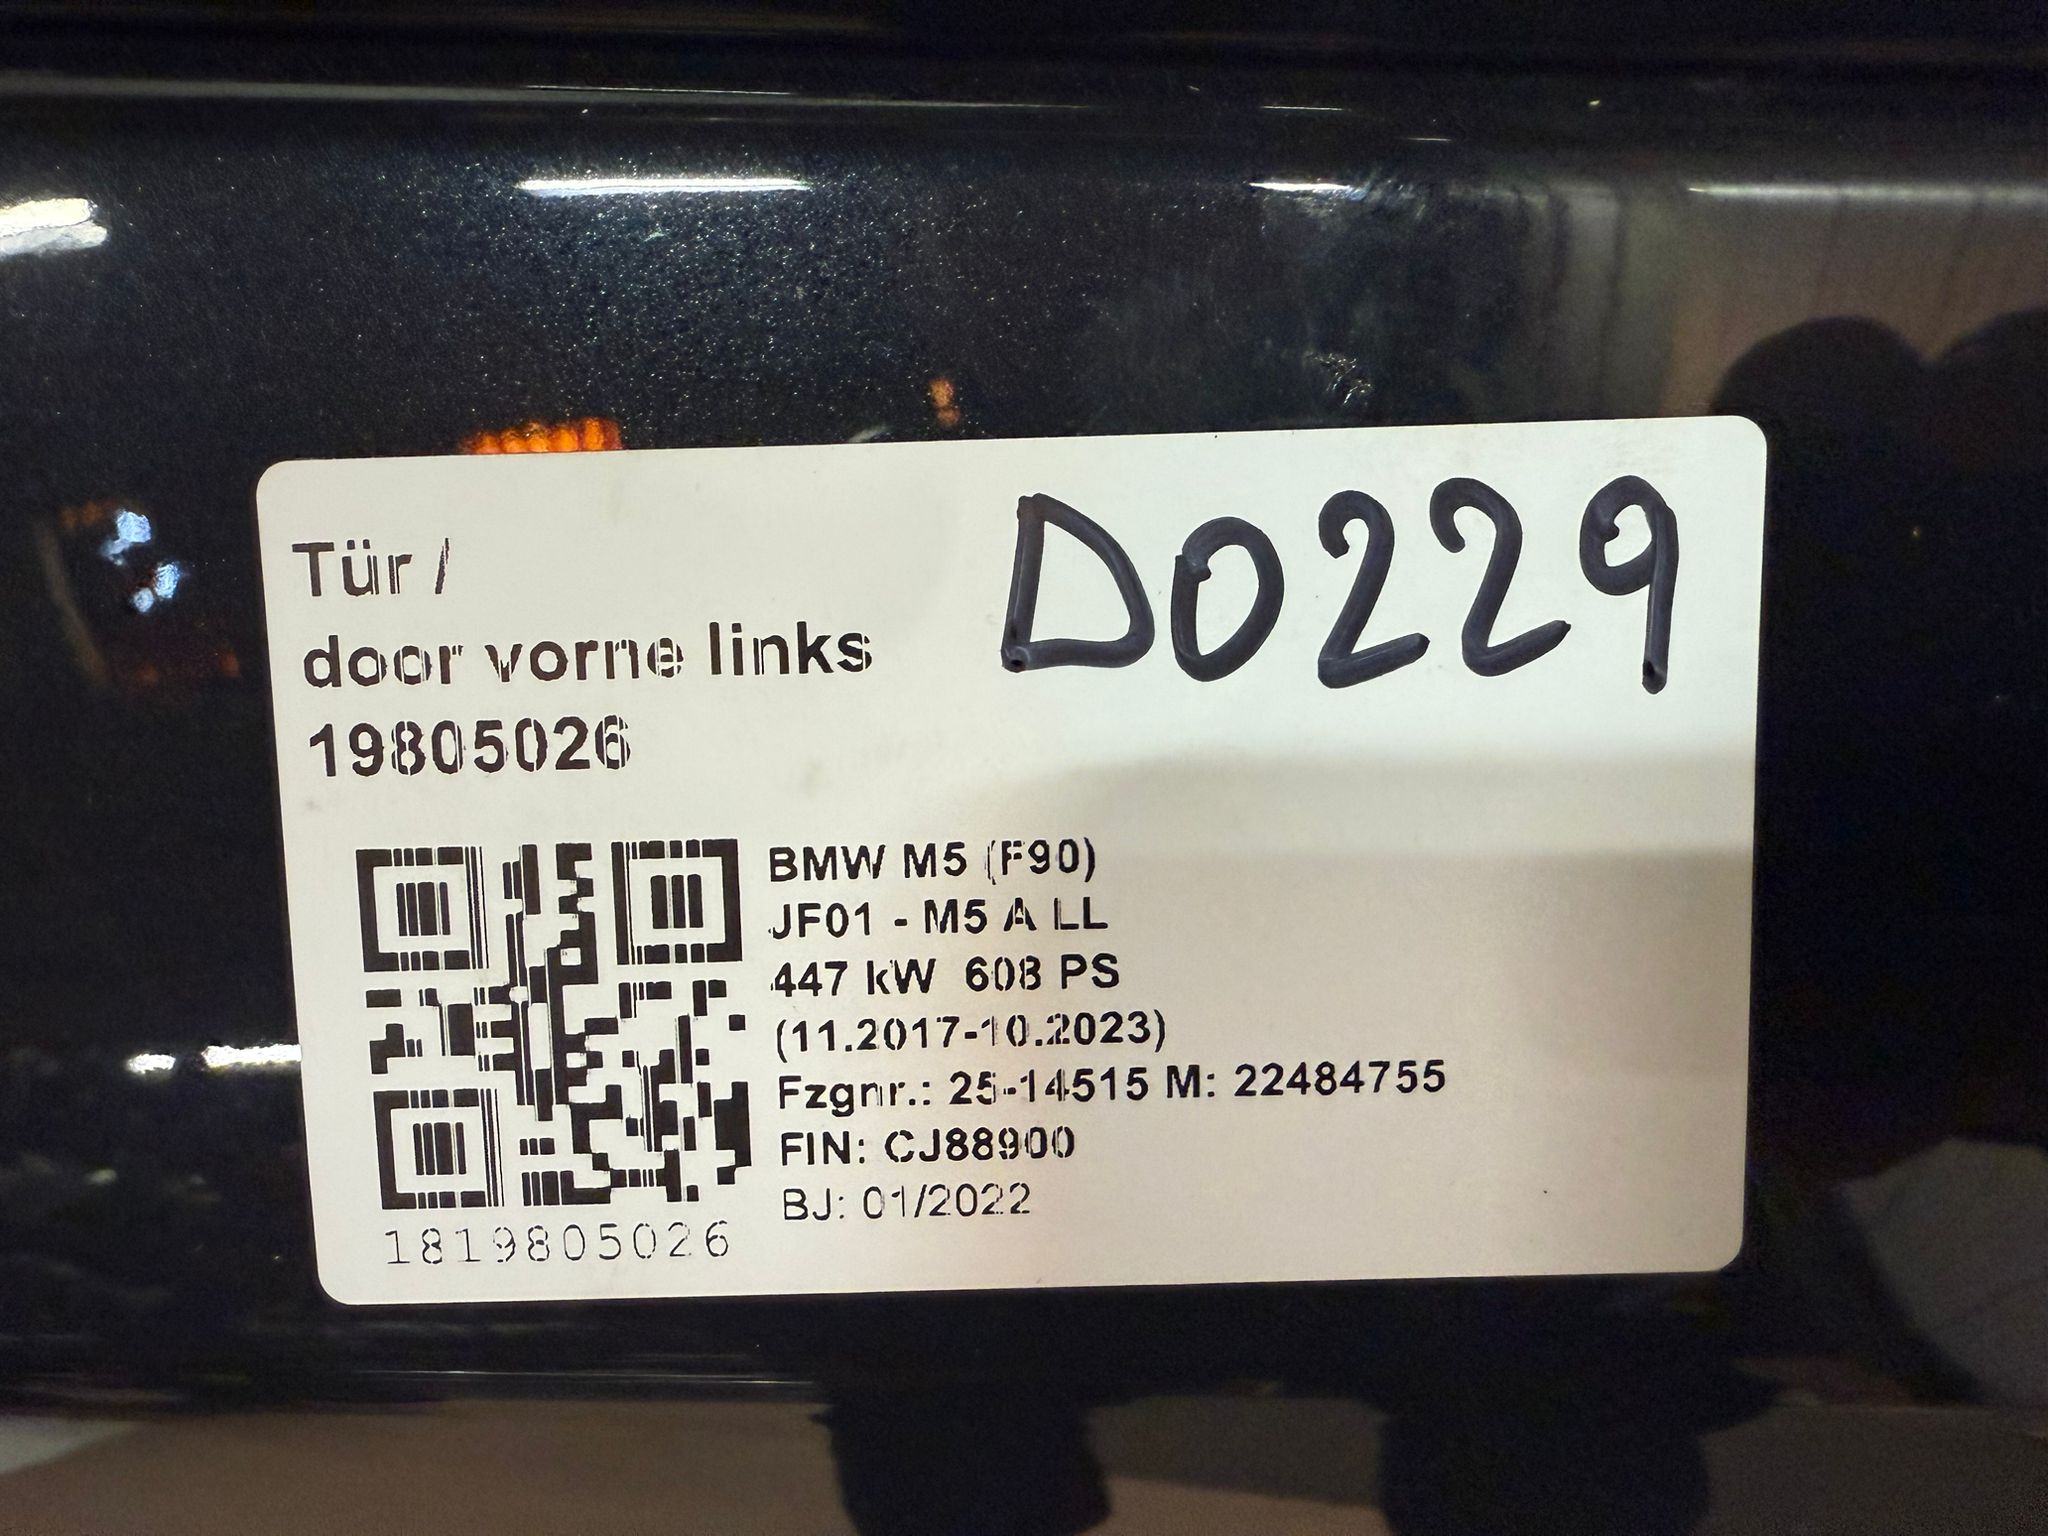 D0229
Tür /
door vorne links
19805026
BMW M5 (F90)
JF01 - M5 A LL
447 kW 608 PS
(11.2017-10.2023)
Fzgnr.: 25-14515 M: 22484755
FIN: CJ88900
BJ: 01/2022
1819805026